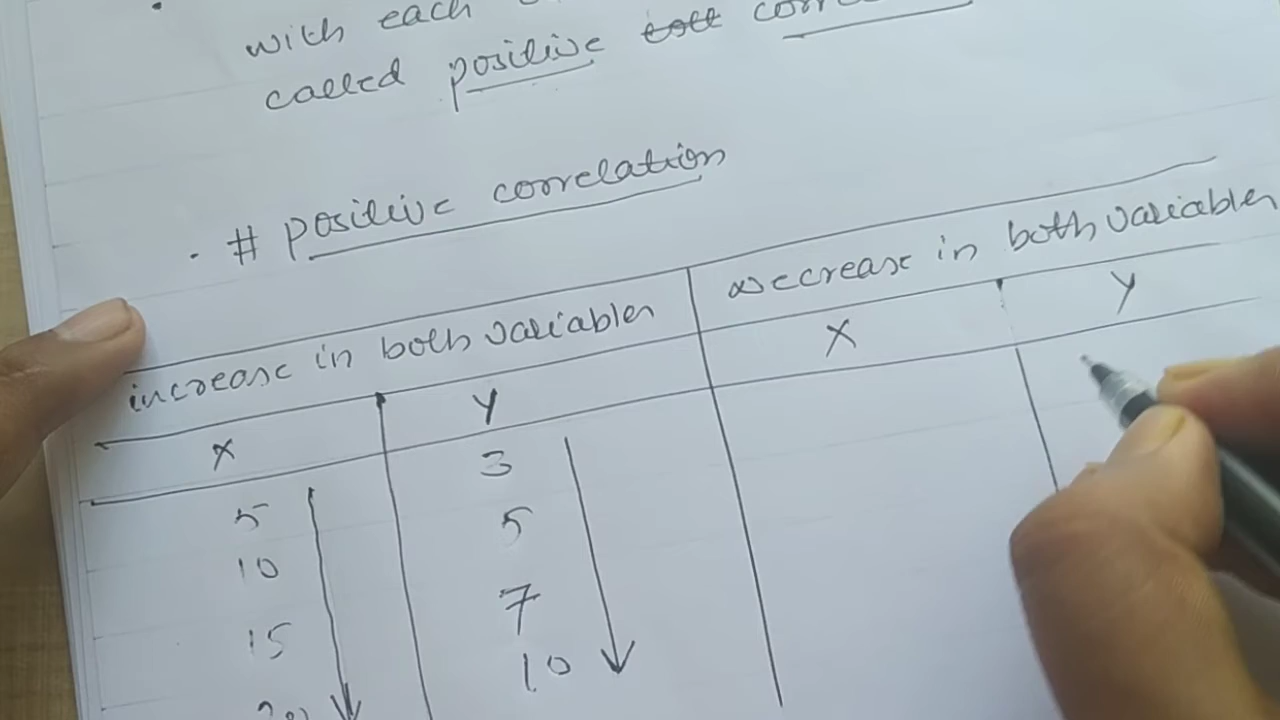 with each
called positive
# positive correlation
increase in both variables decrease in both variables
X Y X Y
5 3
10 5
15 7
20 10